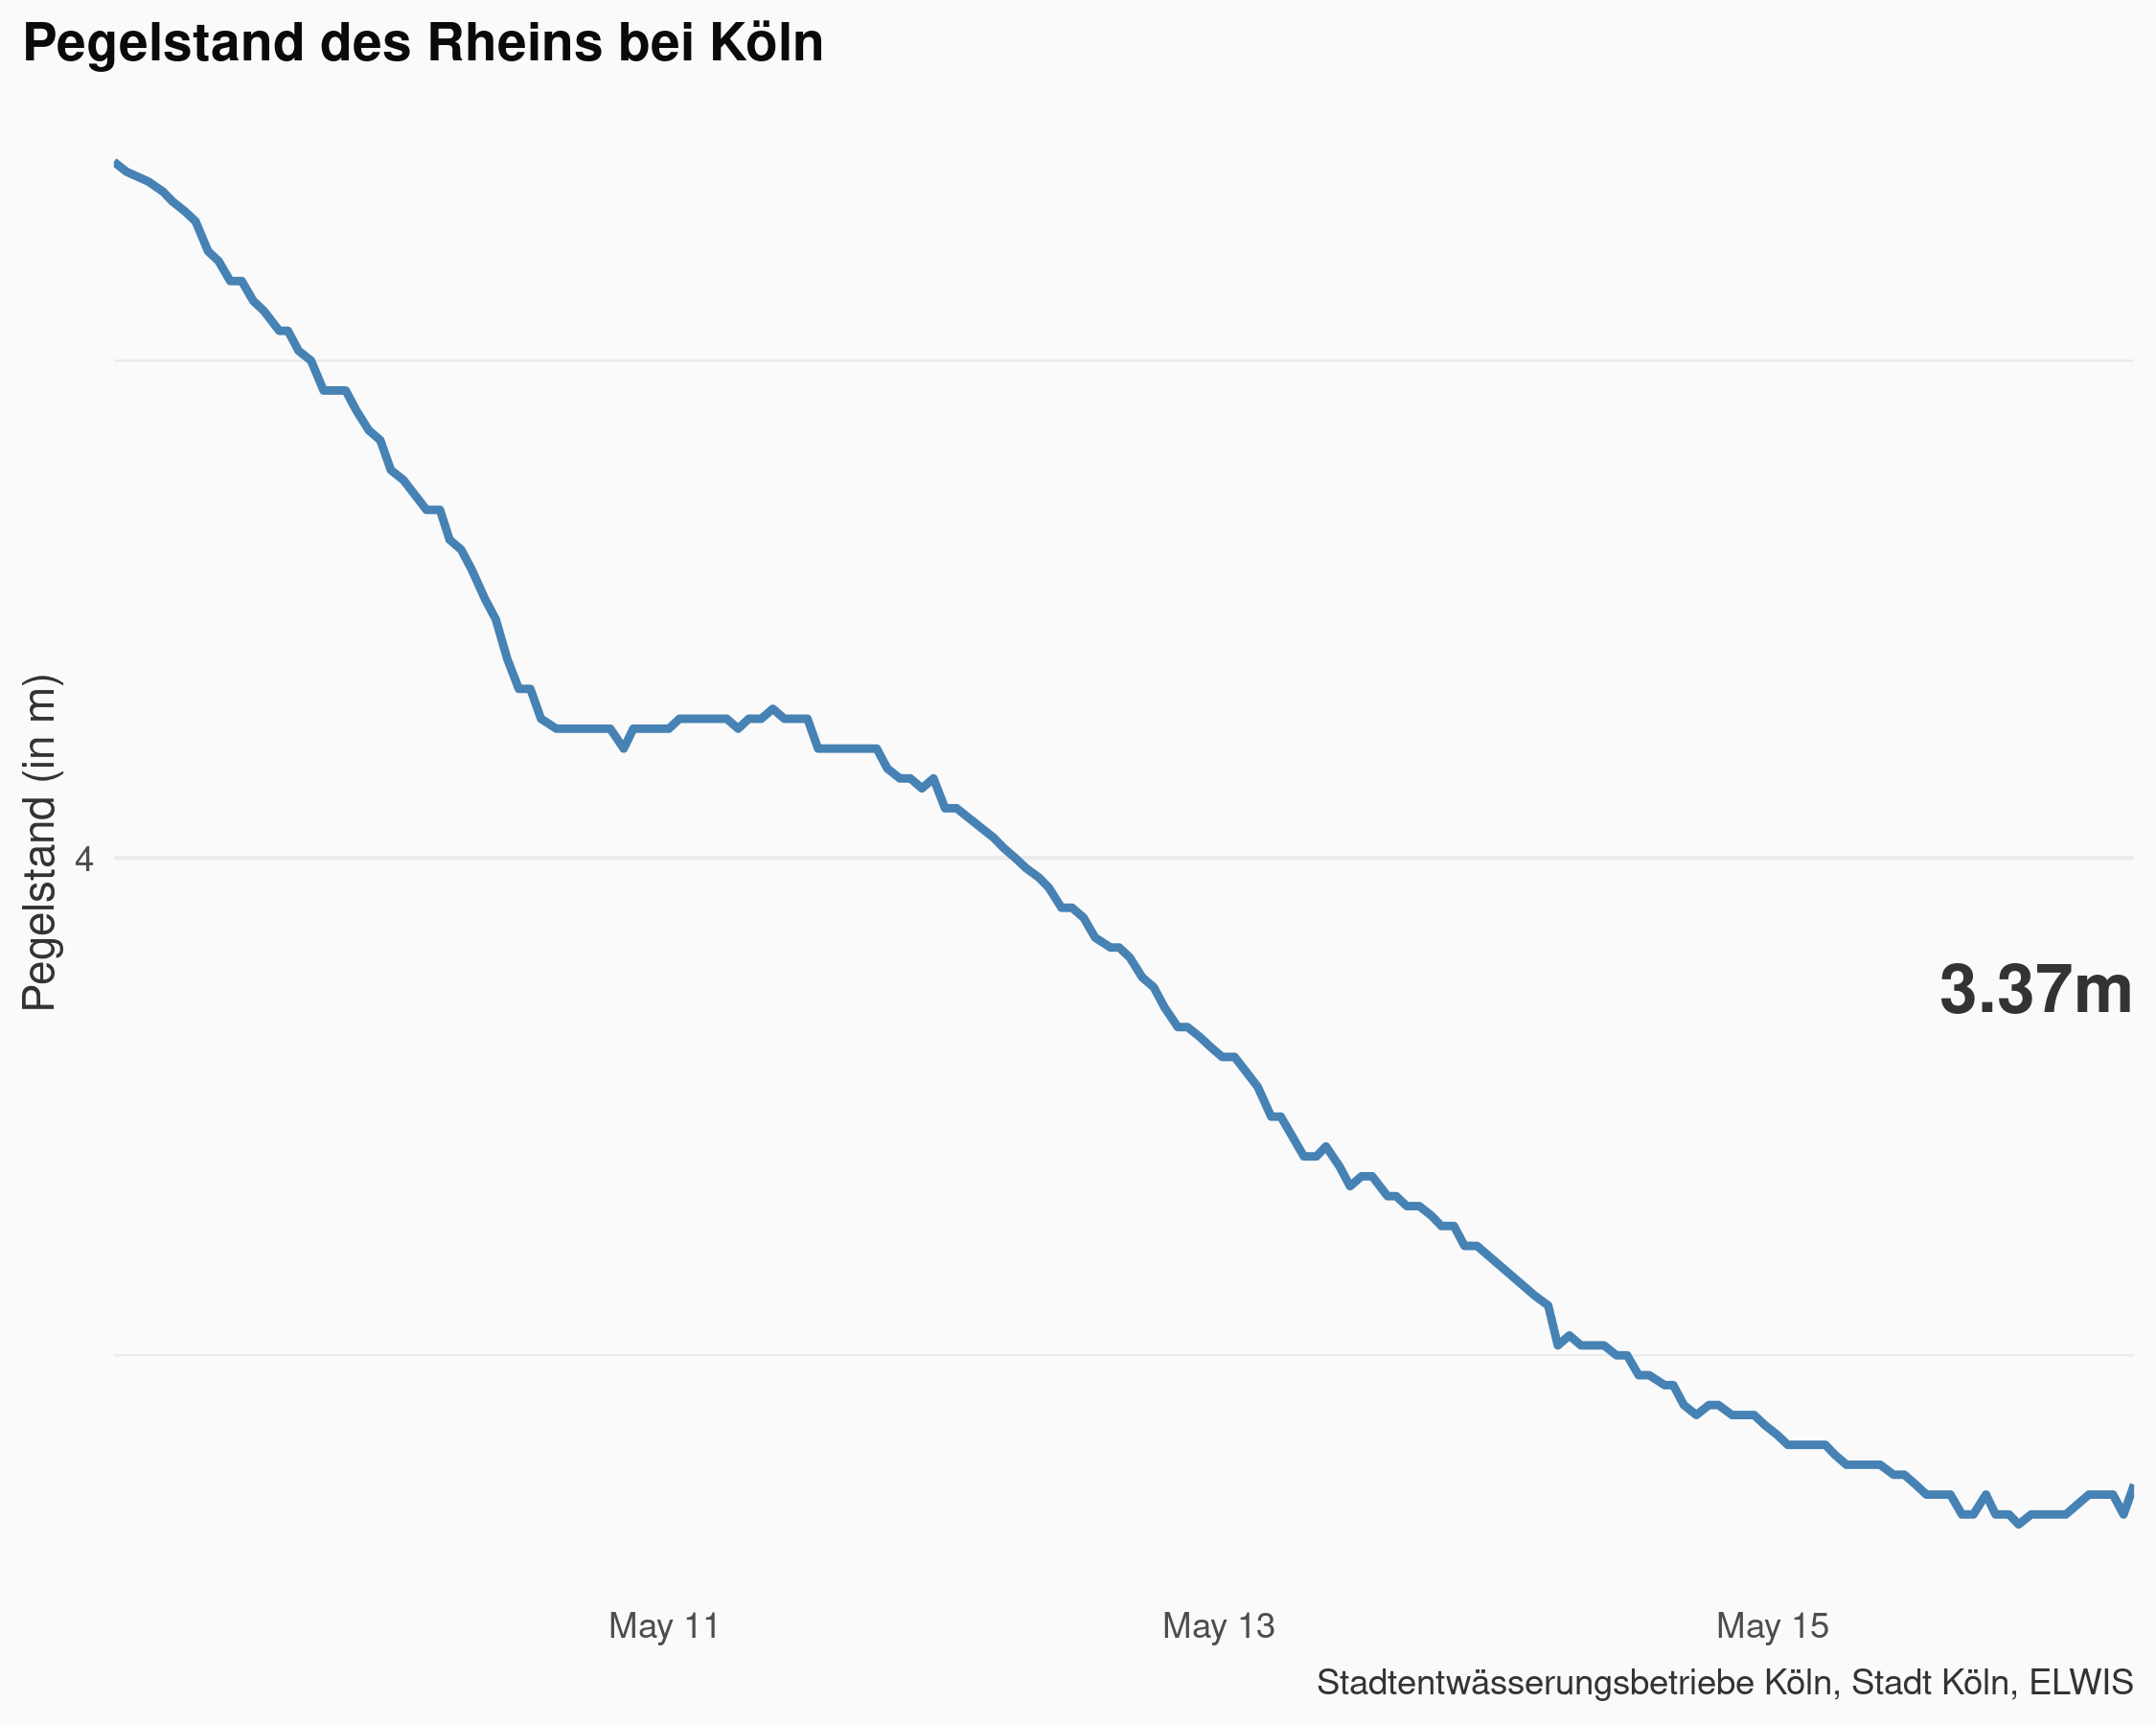 Pegelstand des Rheins bei Köln
Pegelstand (in m)
4
3.37m
May 11
May 13
May 15
Stadtentwässerungsbetriebe Köln, Stadt Köln, ELWIS